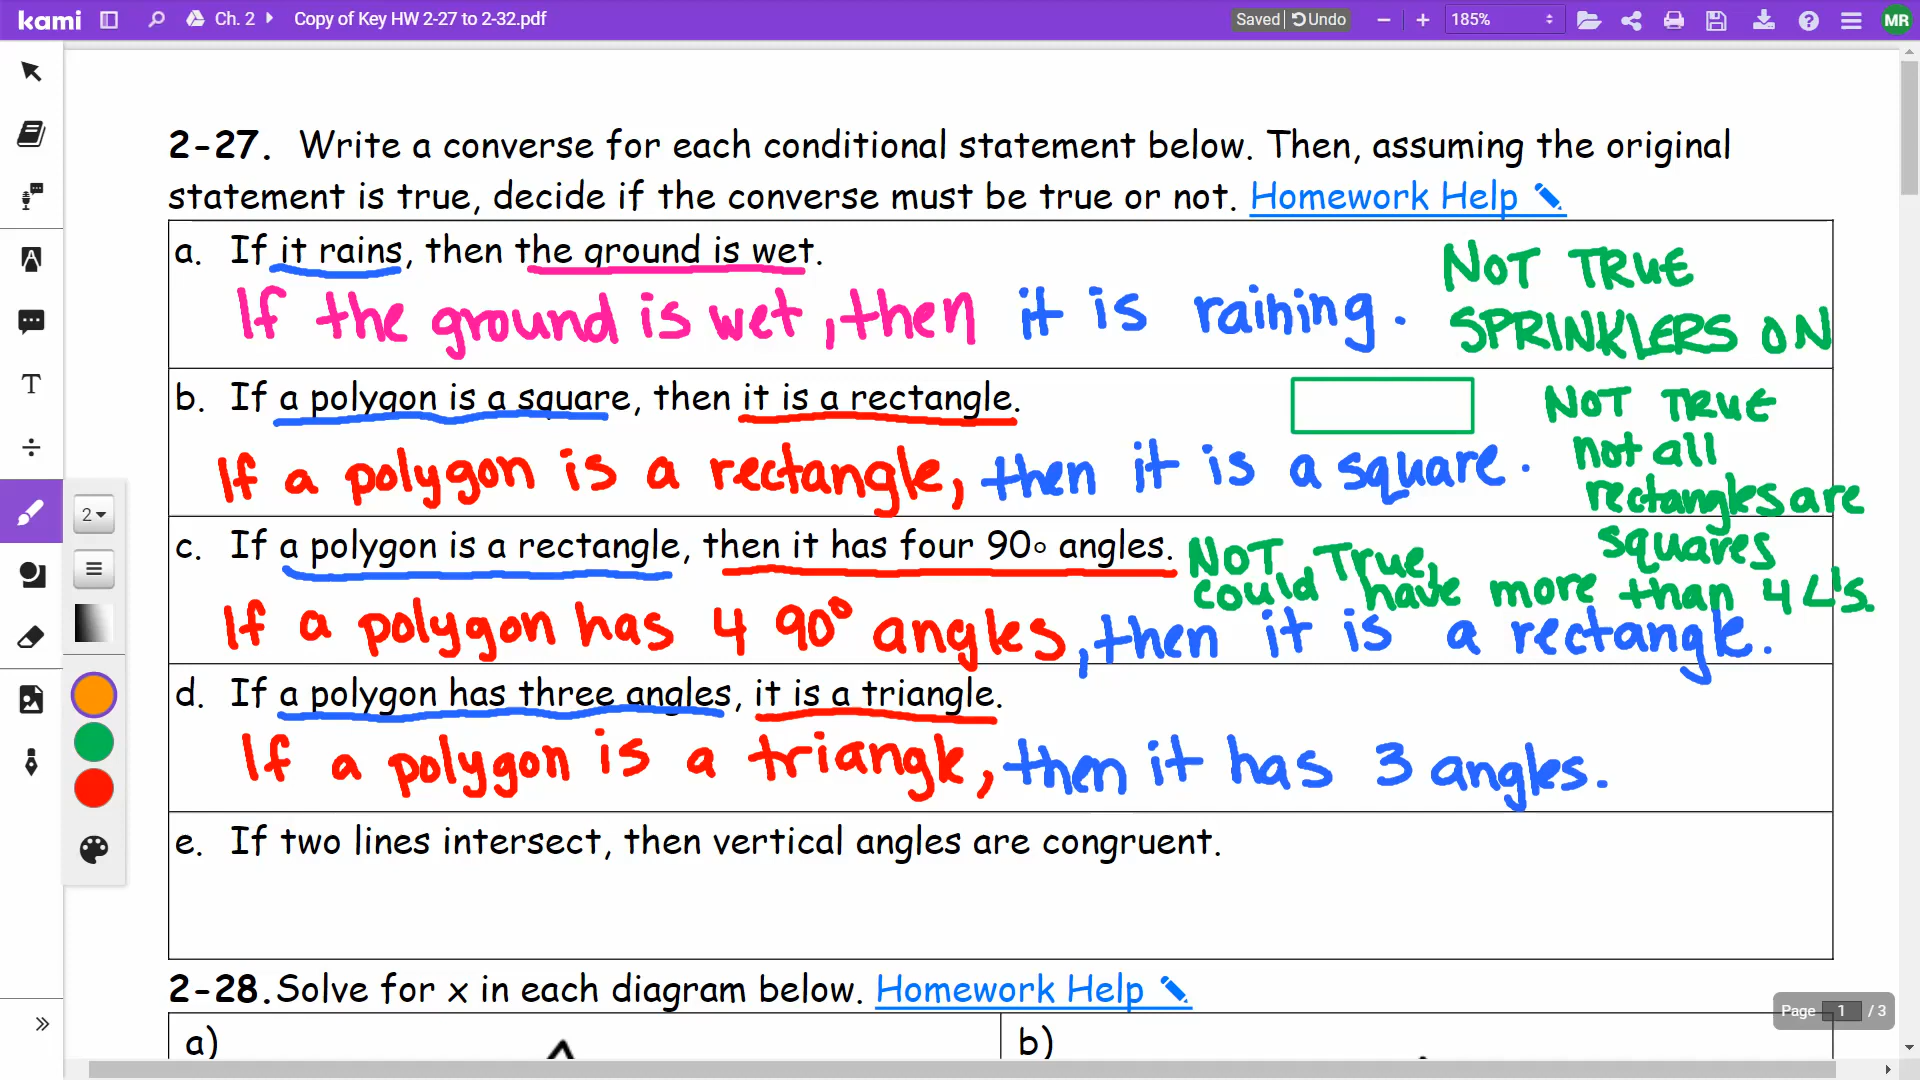 kami Ch. 2 Copy of Key HW 2-27 to 2-32.pdf Saved Undo 185% MR
2-27. Write a converse for each conditional statement below. Then, assuming the original
statement is true, decide if the converse must be true or not. Homework Help
a. If it rains, then the ground is wet.
If the ground is wet, then it is raining.
NOT TRUE
SPRINKLERS ON
b. If a polygon is a square, then it is a rectangle.
If a polygon is a rectangle, then it is a square.
NOT TRUE
not all
rectangles are
squares
c. If a polygon is a rectangle, then it has four 90° angles.
NOT True,
could have more than 4 ∠'s.
If a polygon has 4 90° angles, then it is a rectangle.
d. If a polygon has three angles, it is a triangle.
If a polygon is a triangle, then it has 3 angles.
e. If two lines intersect, then vertical angles are congruent.
2-28. Solve for x in each diagram below. Homework Help
a) b)
T
2
Page 1 / 3